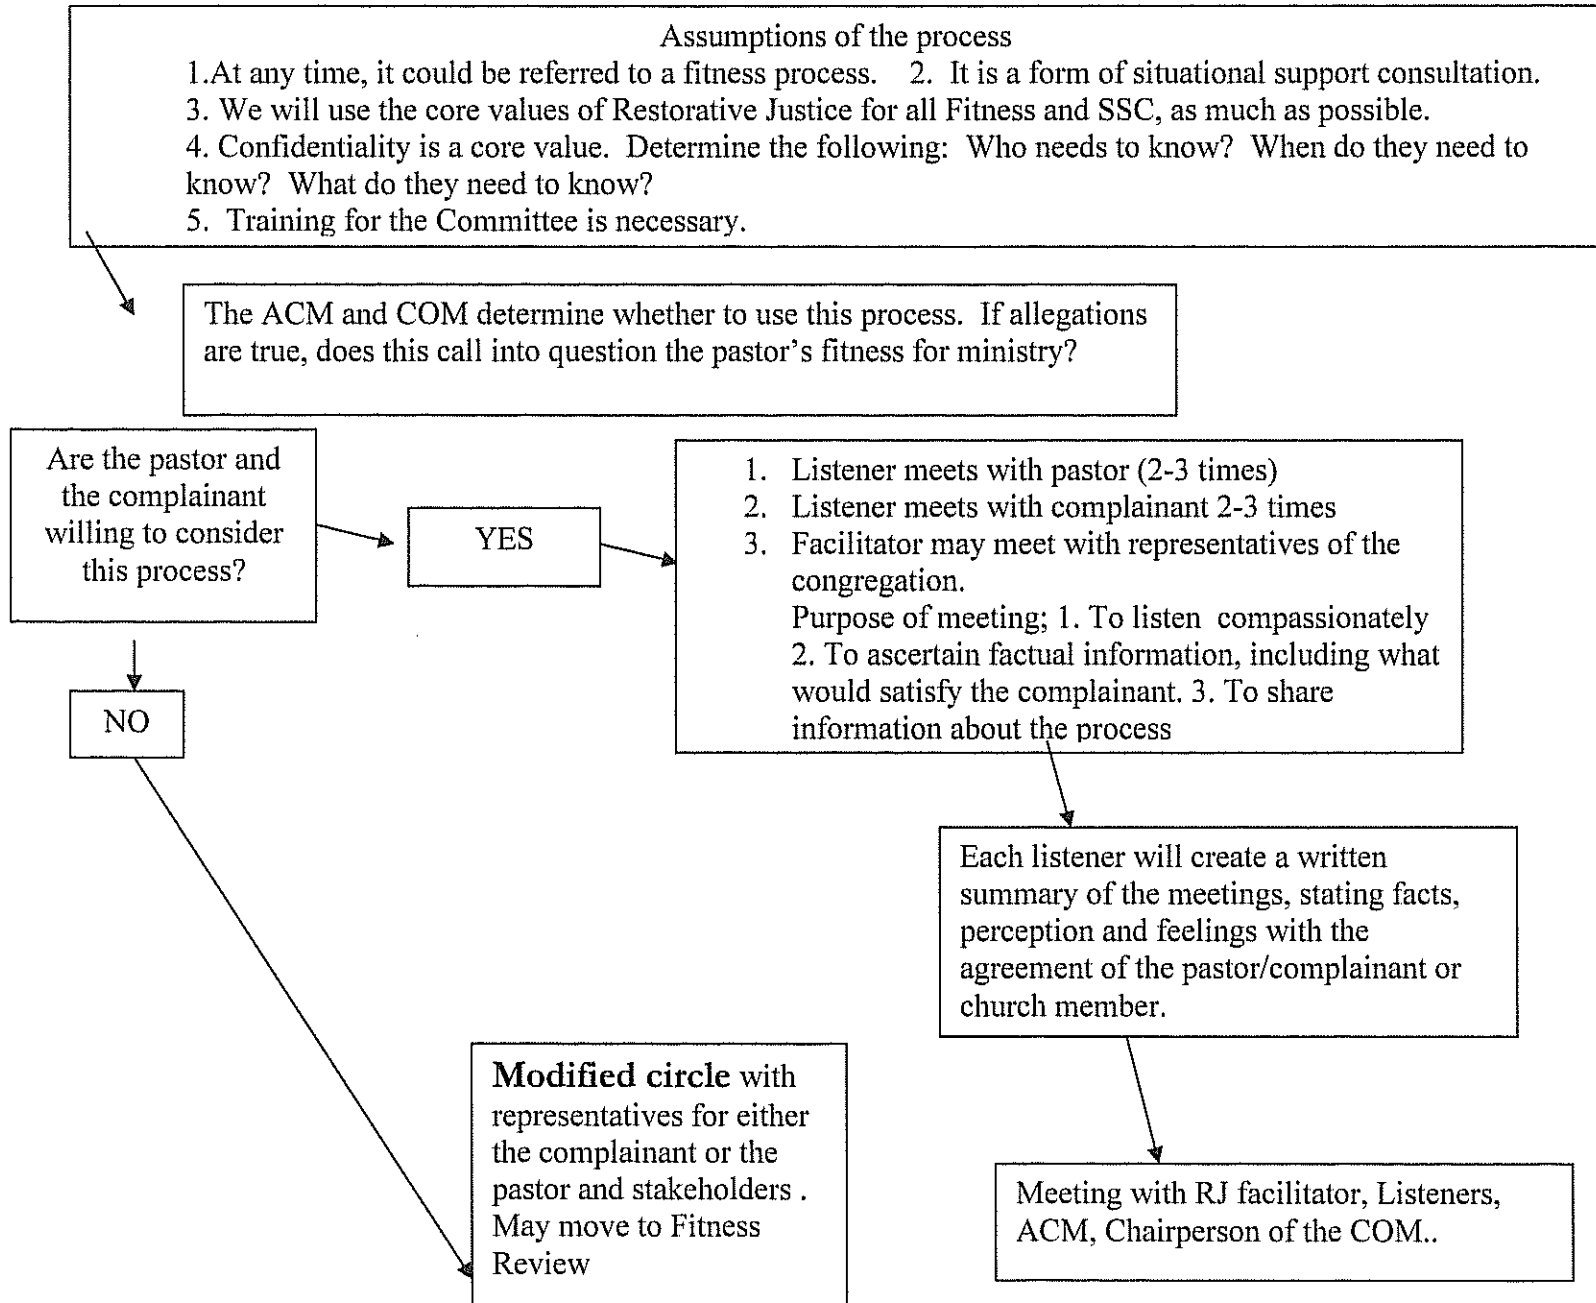 Assumptions of the process
1.At any time, it could be referred to a fitness process. 2. It is a form of situational support consultation.
3. We will use the core values of Restorative Justice for all Fitness and SSC, as much as possible.
4. Confidentiality is a core value. Determine the following: Who needs to know? When do they need to
know? What do they need to know?
5. Training for the Committee is necessary.
The ACM and COM determine whether to use this process. If allegations
are true, does this call into question the pastor's fitness for ministry?
Are the pastor and
the complainant
willing to consider
this process?
YES
1. Listener meets with pastor (2-3 times)
2. Listener meets with complainant 2-3 times
3. Facilitator may meet with representatives of the
congregation.
Purpose of meeting; 1. To listen compassionately
2. To ascertain factual information, including what
would satisfy the complainant. 3. To share
information about the process
NO
Each listener will create a written
summary of the meetings, stating facts,
perception and feelings with the
agreement of the pastor/complainant or
church member.
Modified circle with
representatives for either
the complainant or the
pastor and stakeholders .
May move to Fitness
Review
Meeting with RJ facilitator, Listeners,
ACM, Chairperson of the COM..